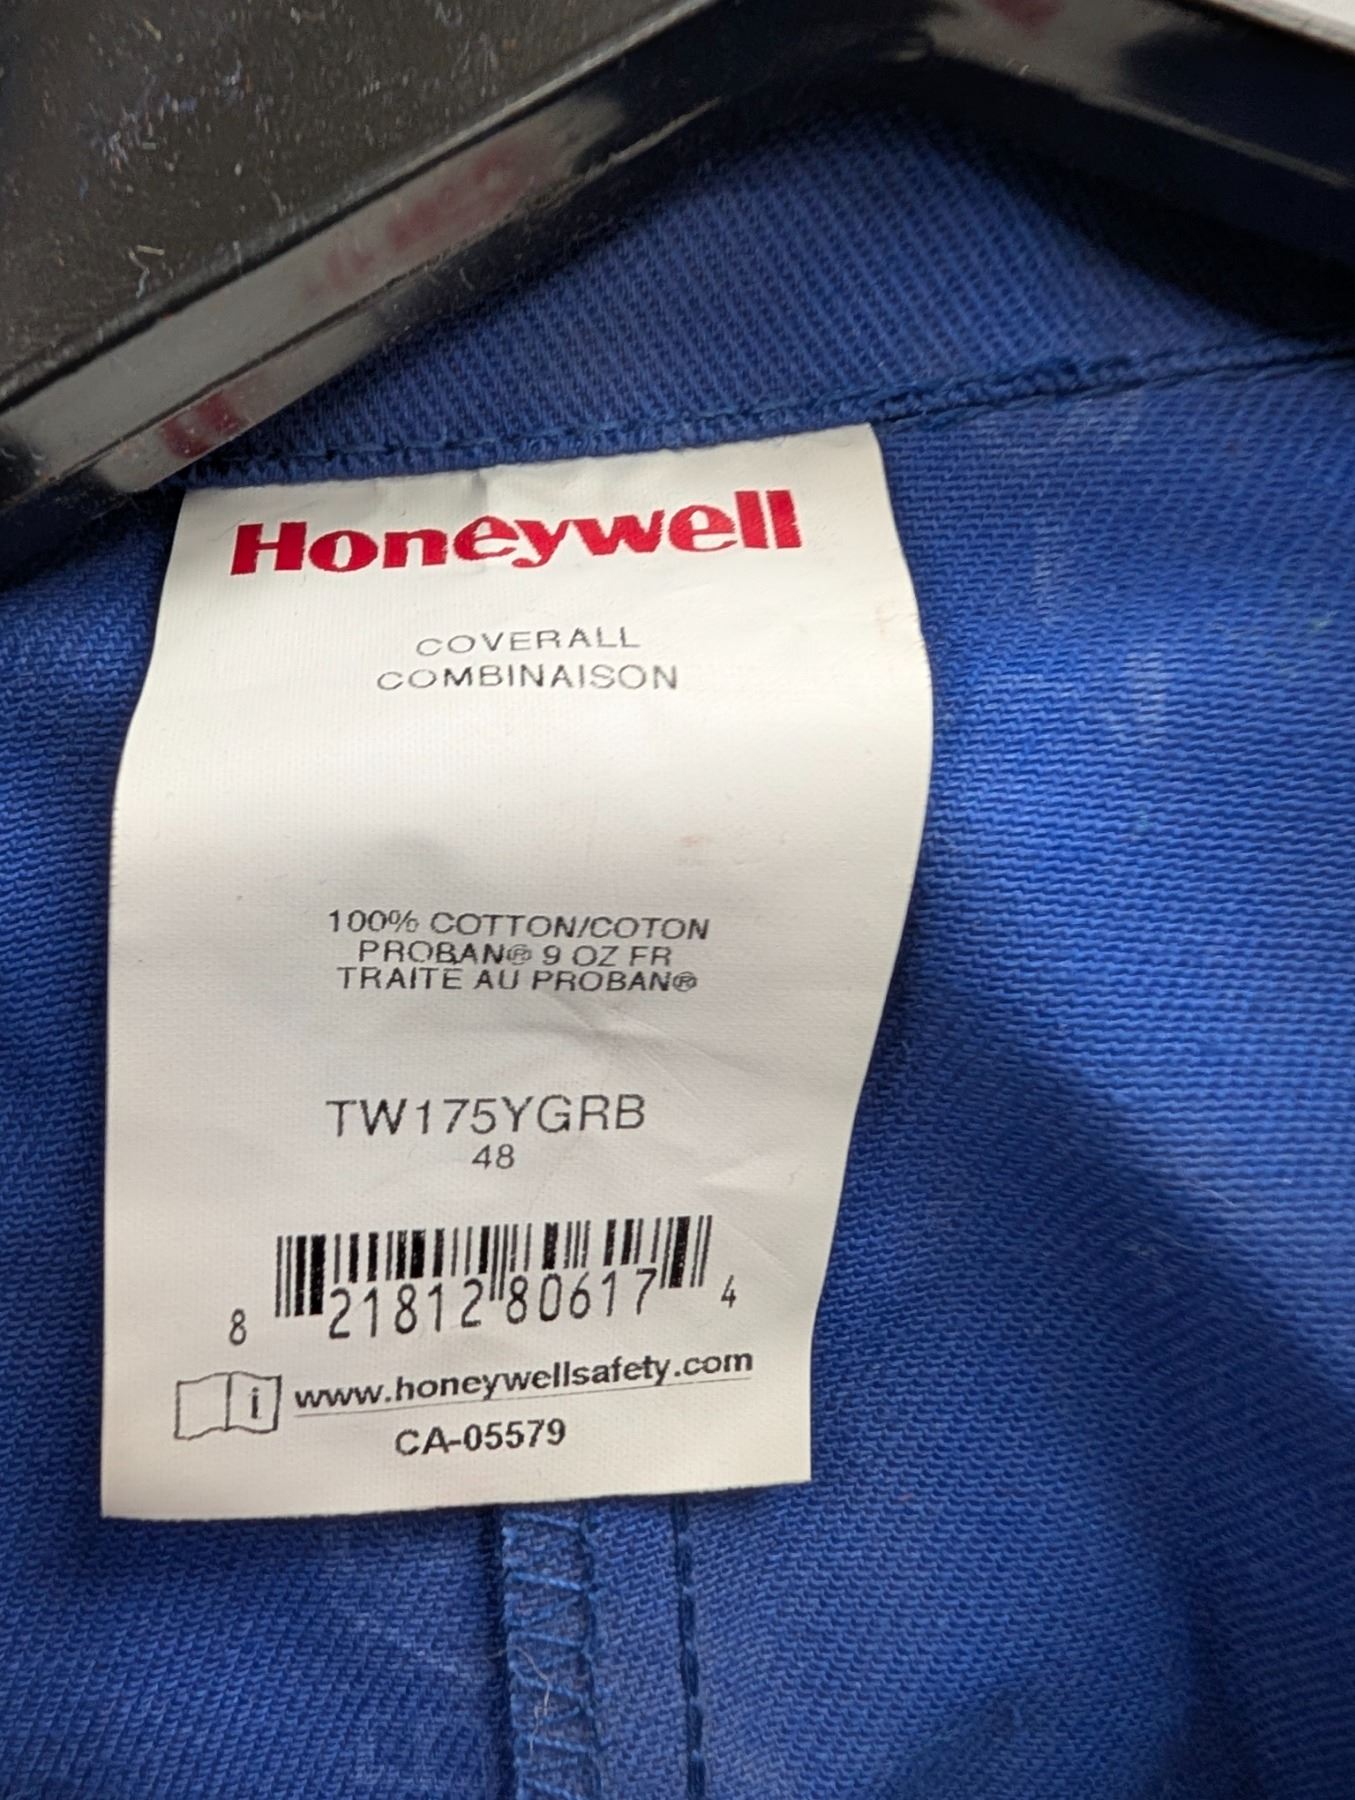 Honeywell
COVERALL
COMBINAISON
100% COTTON/COTON
PROBAN® 9 OZ FR
TRAITE AU PROBAN®
TW175YGRB
48
8 21812 80617 4
i www.honeywellsafety.com
CA-05579